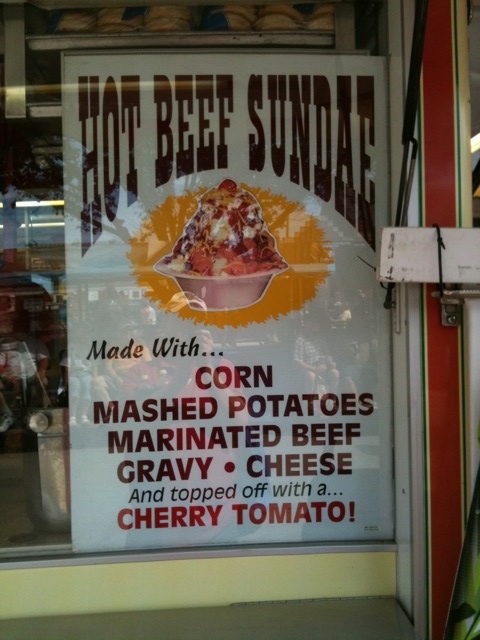 HOT BEEF SUNDAE
Made With...
CORN
MASHED POTATOES
MARINATED BEEF
GRAVY • CHEESE
And topped off with a...
CHERRY TOMATO!